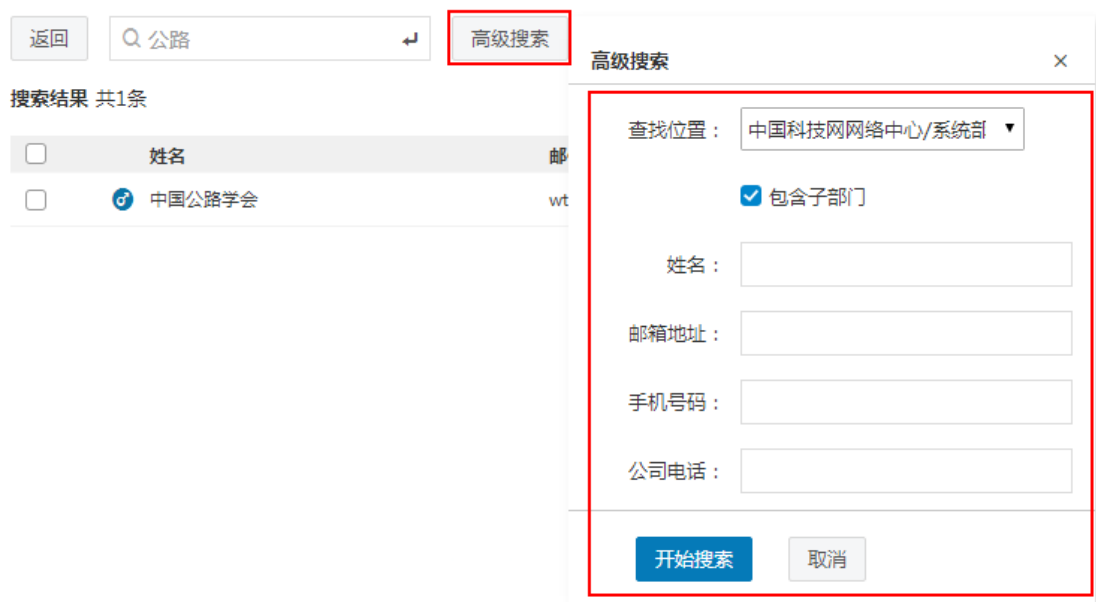 返回
公路
高级搜索
搜索结果 共1条
姓名
中国公路学会
wt
高级搜索
查找位置：
中国科技网网络中心/系统部
包含子部门
姓名：
邮箱地址：
手机号码：
公司电话：
开始搜索
取消